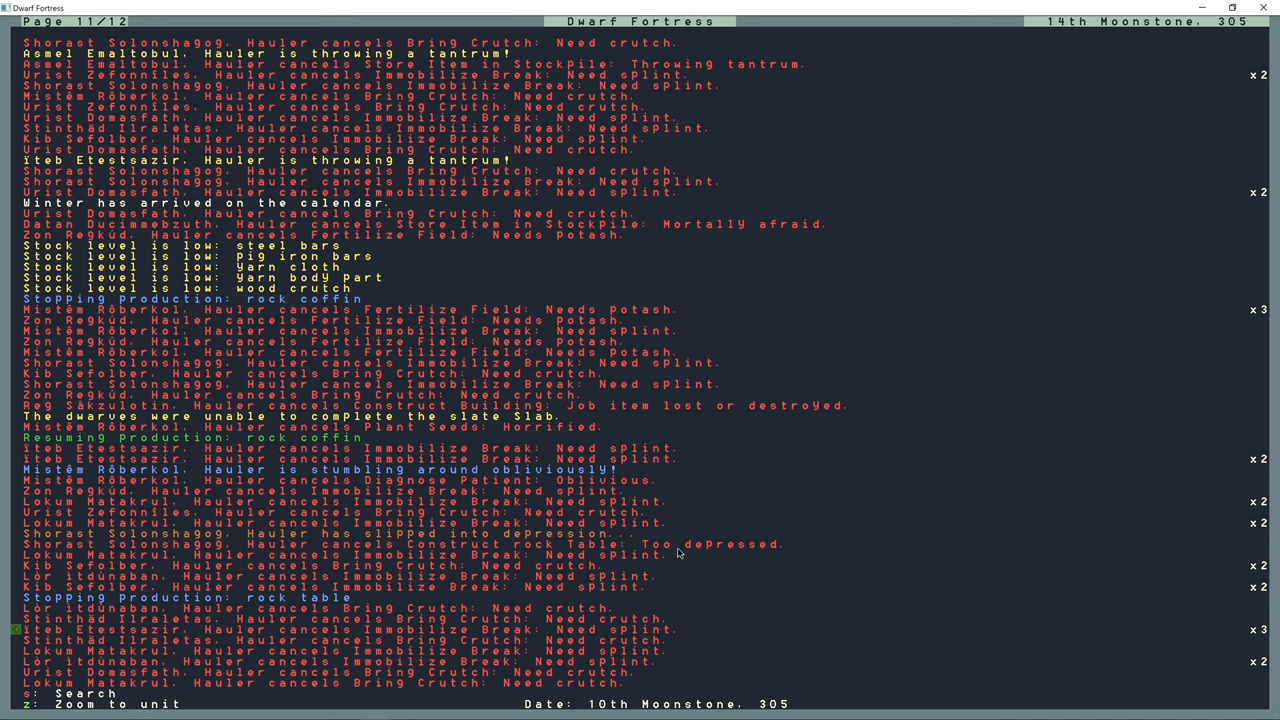 Dwarf Fortress
Page 11/12 Dwarf Fortress 14th Moonstone, 305
Shorast Solonshagog, Hauler cancels Bring Crutch: Need crutch.
Asmel Emaltobul, Hauler is throwing a tantrum!
Asmel Emaltobul, Hauler cancels Store Item in Stockpile: Throwing tantrum.
Urist Zefonnîles, Hauler cancels Immobilize Break: Need splint. x2
Shorast Solonshagog, Hauler cancels Immobilize Break: Need splint.
Mistêm Rôberkol, Hauler cancels Bring Crutch: Need crutch.
Urist Zefonnîles, Hauler cancels Bring Crutch: Need crutch.
Urist Domasfath, Hauler cancels Immobilize Break: Need splint.
Stinthäd Ilraletas, Hauler cancels Immobilize Break: Need splint.
Kib Sefolber, Hauler cancels Immobilize Break: Need splint.
Urist Domasfath, Hauler cancels Bring Crutch: Need crutch.
Ïteb Etestsazir, Hauler is throwing a tantrum!
Shorast Solonshagog, Hauler cancels Bring Crutch: Need crutch.
Shorast Solonshagog, Hauler cancels Immobilize Break: Need splint.
Urist Domasfath, Hauler cancels Immobilize Break: Need splint. x2
Winter has arrived on the calendar.
Urist Domasfath, Hauler cancels Bring Crutch: Need crutch.
Datan Ducimmebzuth, Hauler cancels Store Item in Stockpile: Mortally afraid.
Zon Regkûd, Hauler cancels Fertilize Field: Needs potash.
Stock level is low: steel bars
Stock level is low: pig iron bars
Stock level is low: yarn cloth
Stock level is low: yarn body part
Stock level is low: wood crutch
Stopping production: rock coffin
Mistêm Rôberkol, Hauler cancels Fertilize Field: Needs potash. x3
Zon Regkûd, Hauler cancels Fertilize Field: Needs potash.
Mistêm Rôberkol, Hauler cancels Immobilize Break: Need splint.
Zon Regkûd, Hauler cancels Fertilize Field: Needs potash.
Mistêm Rôberkol, Hauler cancels Fertilize Field: Needs potash.
Shorast Solonshagog, Hauler cancels Immobilize Break: Need splint.
Kib Sefolber, Hauler cancels Bring Crutch: Need crutch.
Shorast Solonshagog, Hauler cancels Immobilize Break: Need splint.
Zon Regkûd, Hauler cancels Bring Crutch: Need crutch.
Reg Sâkzulotin, Hauler cancels Construct Building: Job item lost or destroyed.
The dwarves were unable to complete the slate Slab.
Mistêm Rôberkol, Hauler cancels Plant Seeds: Horrified.
Resuming production: rock coffin
Ïteb Etestsazir, Hauler cancels Immobilize Break: Need splint.
Ïteb Etestsazir, Hauler cancels Immobilize Break: Need splint. x2
Mistêm Rôberkol, Hauler is stumbling around obliviously!
Mistêm Rôberkol, Hauler cancels Diagnose Patient: Oblivious.
Zon Regkûd, Hauler cancels Immobilize Break: Need splint.
Lokum Matakrul, Hauler cancels Immobilize Break: Need splint. x2
Urist Zefonnîles, Hauler cancels Bring Crutch: Need crutch.
Lokum Matakrul, Hauler cancels Immobilize Break: Need splint. x2
Shorast Solonshagog, Hauler has slipped into depression...
Shorast Solonshagog, Hauler cancels Construct rock Table: Too depressed.
Lokum Matakrul, Hauler cancels Immobilize Break: Need splint.
Kib Sefolber, Hauler cancels Bring Crutch: Need crutch. x2
Lòr ìtdùnaban, Hauler cancels Immobilize Break: Need splint.
Kib Sefolber, Hauler cancels Immobilize Break: Need splint. x2
Stopping production: rock table
Lòr ìtdùnaban, Hauler cancels Bring Crutch: Need crutch.
Stinthäd Ilraletas, Hauler cancels Bring Crutch: Need crutch.
Ïteb Etestsazir, Hauler cancels Immobilize Break: Need splint. x3
Stinthäd Ilraletas, Hauler cancels Bring Crutch: Need crutch.
Lokum Matakrul, Hauler cancels Immobilize Break: Need splint.
Lòr ìtdùnaban, Hauler cancels Immobilize Break: Need splint. x2
Urist Domasfath, Hauler cancels Bring Crutch: Need crutch.
Lokum Matakrul, Hauler cancels Bring Crutch: Need crutch.
s: Search
z: Zoom to unit Date: 10th Moonstone, 305